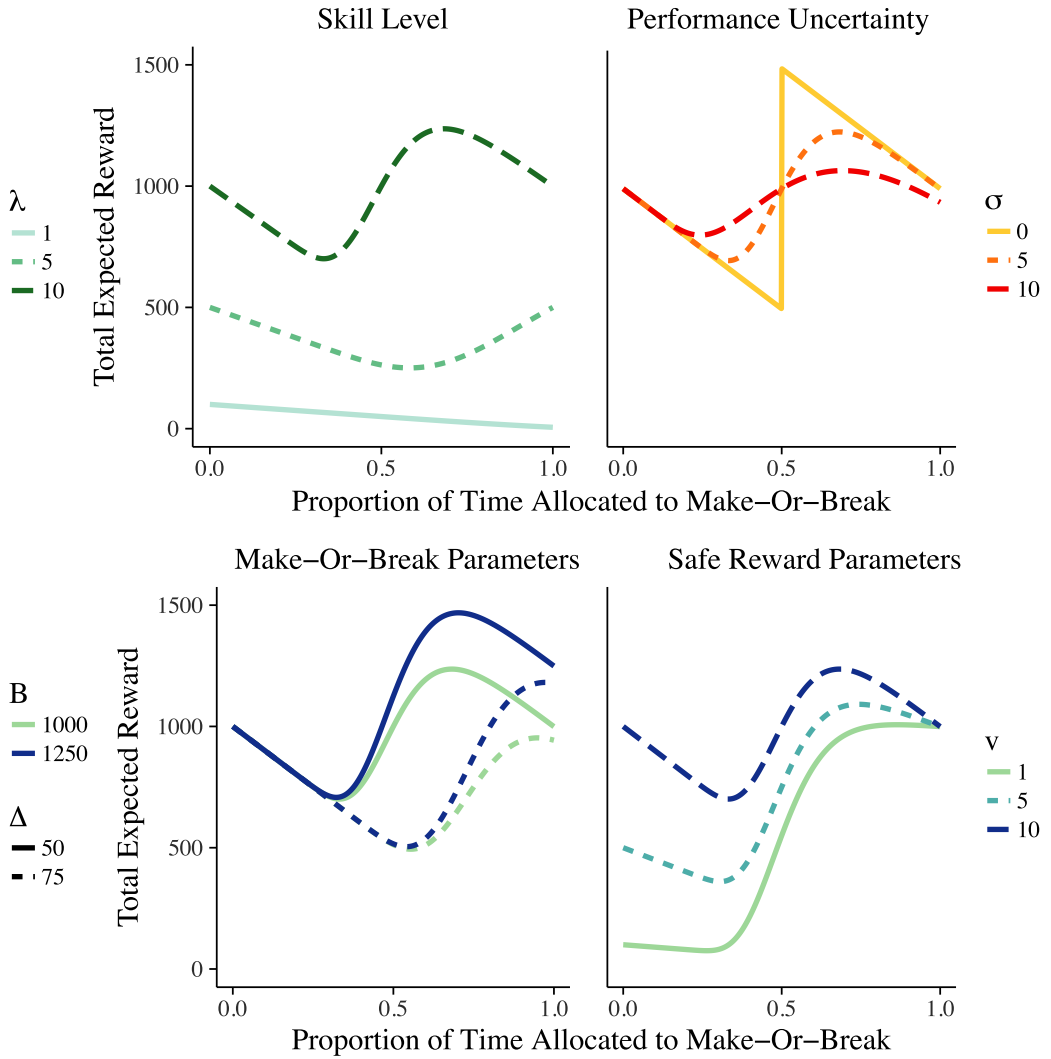 Skill Level
Performance Uncertainty
Total Expected Reward
1500
1000
500
0
λ
1
5
10
σ
0
5
10
0.0 0.5 1.0
0.0 0.5 1.0
Proportion of Time Allocated to Make−Or−Break
Make−Or−Break Parameters
Safe Reward Parameters
Total Expected Reward
1500
1000
500
0
B
1000
1250
Δ
50
75
v
1
5
10
0.0 0.5 1.0
0.0 0.5 1.0
Proportion of Time Allocated to Make−Or−Break